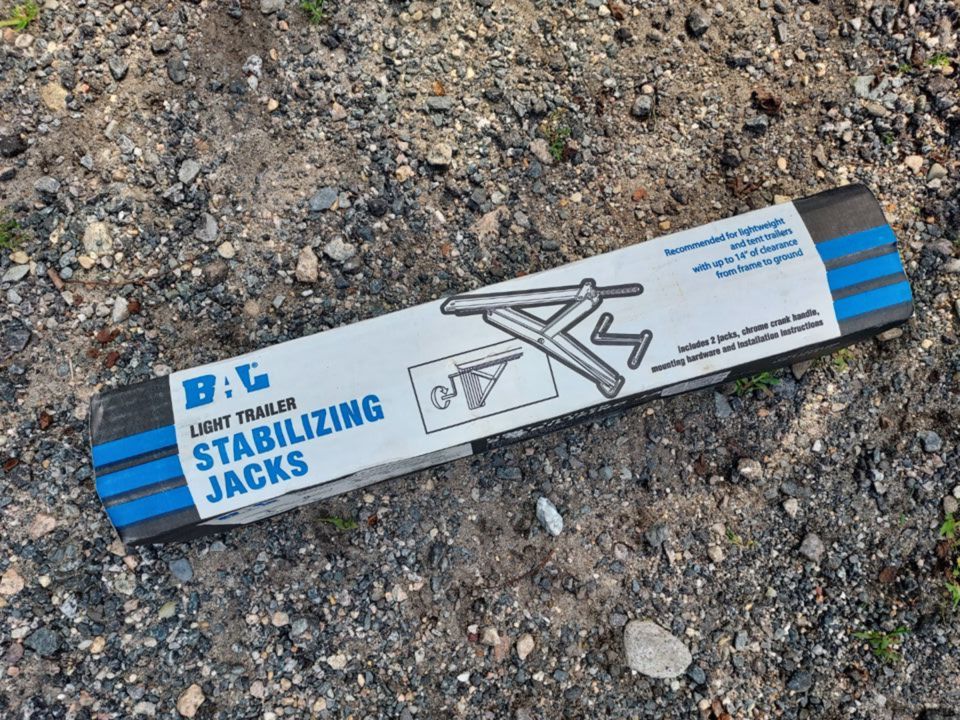 BAL
LIGHT TRAILER
STABILIZING
JACKS
Recommended for lightweight
and tent trailers
with up to 14" of clearance
from frame to ground
Includes 2 jacks, chrome crank handle,
mounting hardware and installation instructions